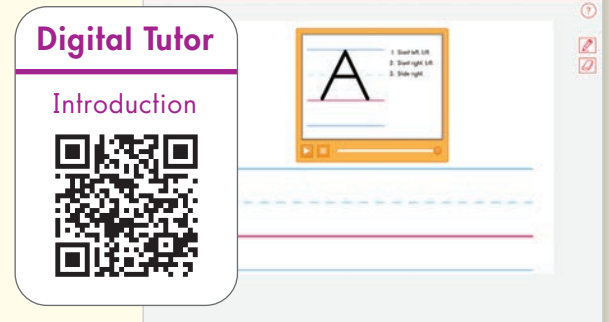 Digital Tutor
Introduction
A
1. Slant left. Lift.
2. Slant right. Lift.
3. Slide right.
?